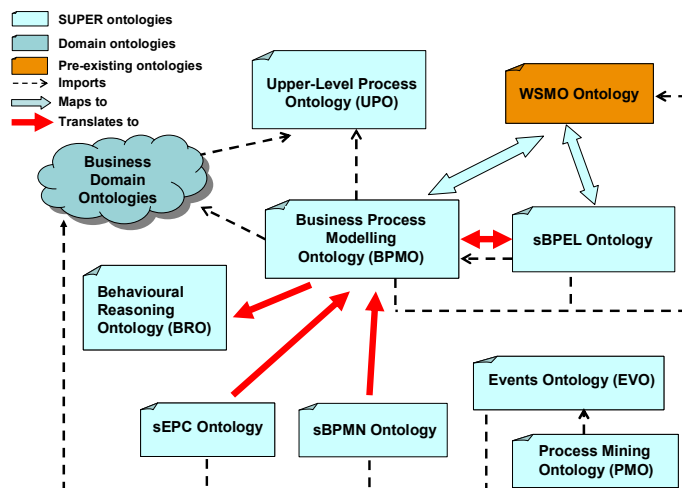 SUPER ontologies
Domain ontologies
Pre-existing ontologies
Imports
Maps to
Translates to
Upper-Level Process
Ontology (UPO)
WSMO Ontology
Business
Domain
Ontologies
Business Process
Modelling
Ontology (BPMO)
sBPEL Ontology
Behavioural
Reasoning
Ontology (BRO)
Events Ontology (EVO)
sEPC Ontology
sBPMN Ontology
Process Mining
Ontology (PMO)